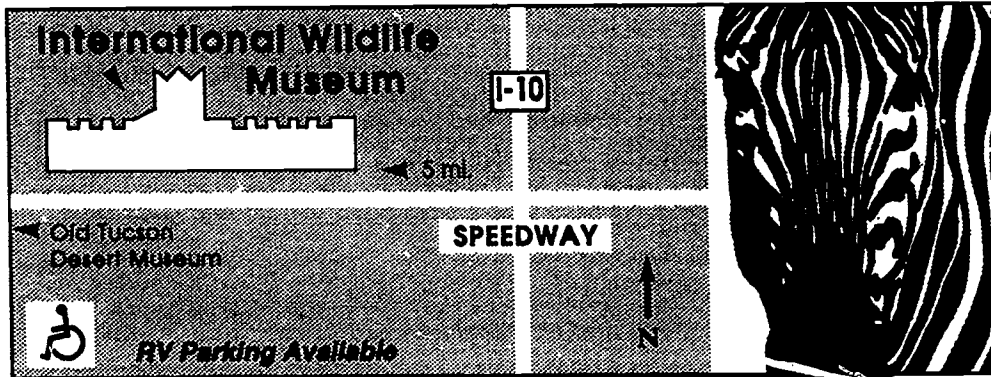 International Wildlife
Museum
I-10
5 mi.
Old Tucson
Desert Museum
SPEEDWAY
N
RV Parking Available